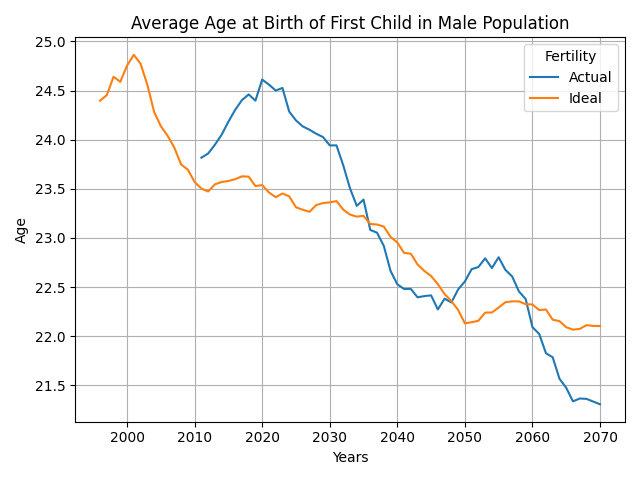 Average Age at Birth of First Child in Male Population
Age
25.0
24.5
24.0
23.5
23.0
22.5
22.0
21.5
Fertility
Actual
Ideal
2000 2010 2020 2030 2040 2050 2060 2070
Years